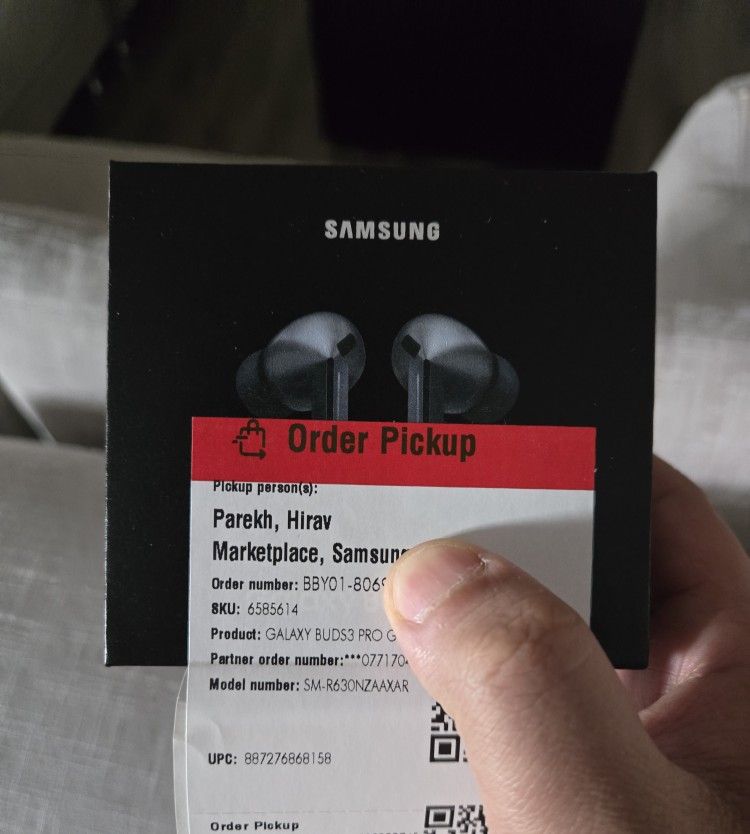 SAMSUNG
Order Pickup
Pickup person(s):
Parekh, Hirav
Marketplace, Samsung
Order number: BBY01-806
SKU: 6585614
Product: GALAXY BUDS3 PRO G
Partner order number:***077170
Model number: SM-R630NZAAXAR
UPC: 887276868158
Order Pickup